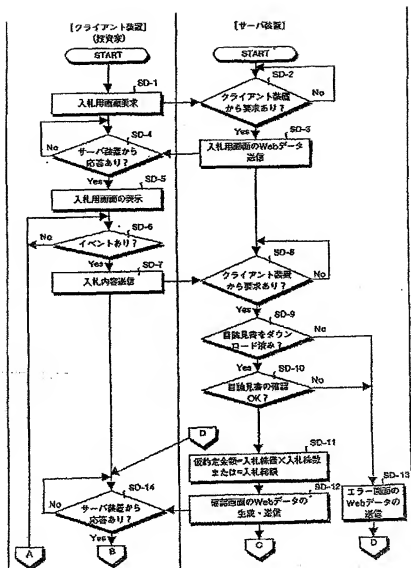 [クライアント装置]
(投資家)
[サーバ装置]
START
START
SD-1
入札用画面要求
SD-2
クライアント装置
から要求あり?
No
Yes
SD-3
入札用画面のWebデータ
送信
SD-4
サーバ装置から
応答あり?
No
Yes
SD-5
入札用画面の表示
SD-6
イベントあり?
No
Yes
SD-7
入札内容送信
SD-8
クライアント装置
から要求あり?
No
Yes
SD-9
目論見書をダウン
ロード済み?
No
Yes
SD-10
目論見書の確認
OK?
No
Yes
D
SD-11
仮約定金額=入札株価×入札株数
または=入札総額
SD-12
確認画面のWebデータの
生成・送信
SD-13
エラー画面の
Webデータの
送信
SD-14
サーバ装置から
応答あり?
No
Yes
A
B
C
D